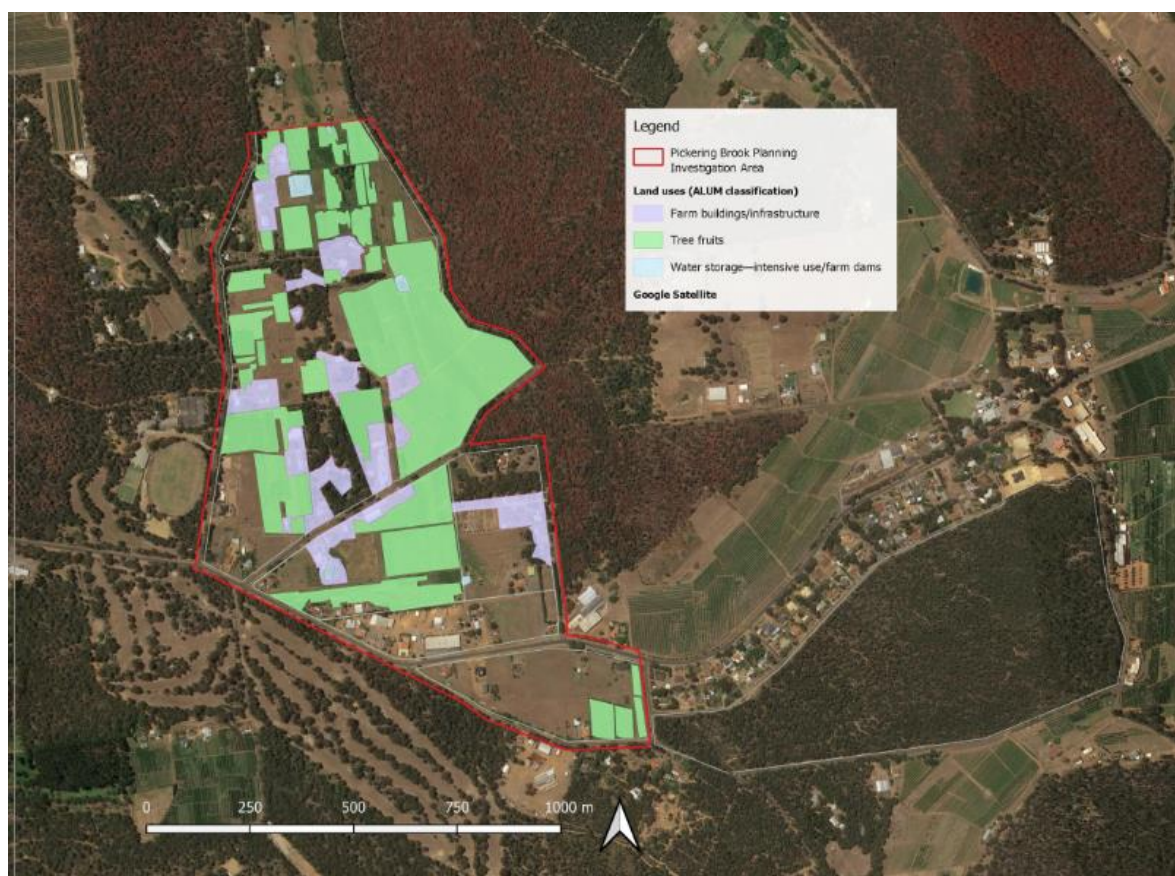 Legend
Pickering Brook Planning
Investigation Area
Land uses (ALUM classification)
Farm buildings/infrastructure
Tree fruits
Water storage—intensive use/farm dams
Google Satellite
0 250 500 750 1000 m